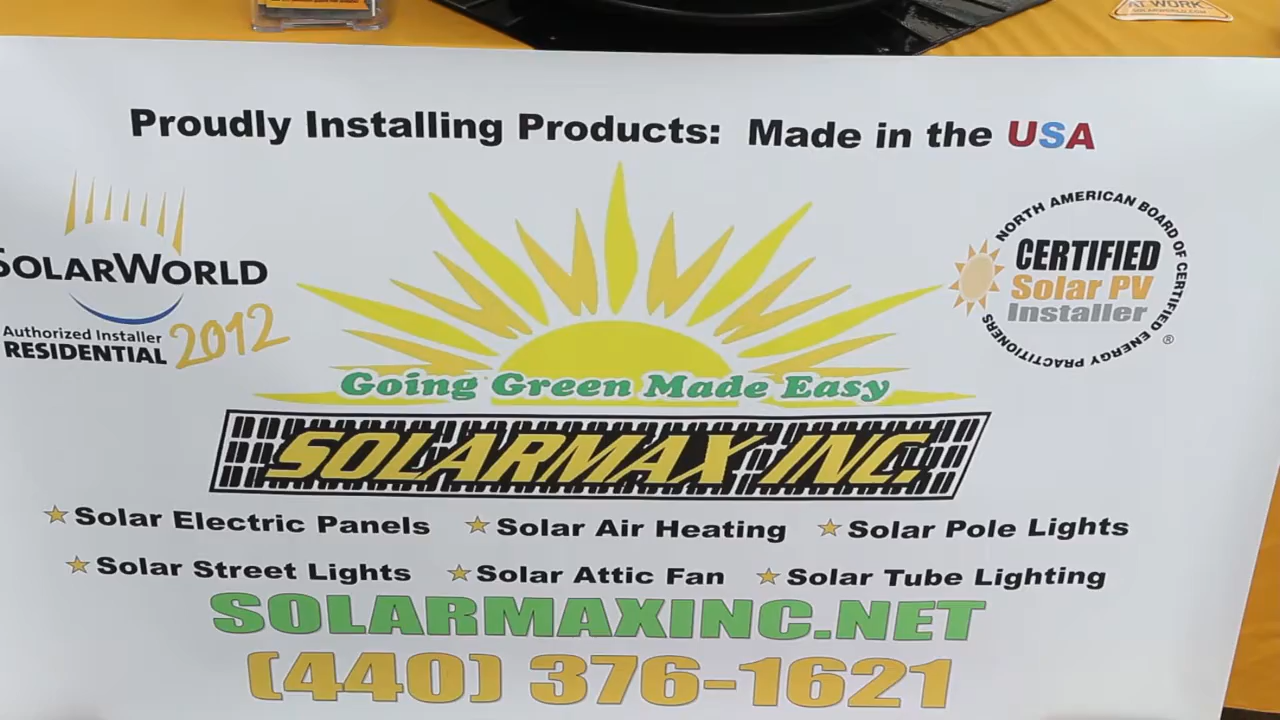 AT WORK
Proudly Installing Products: Made in the USA
SOLARWORLD
Authorized Installer
RESIDENTIAL 2012
NORTH AMERICAN BOARD OF CERTIFIED ENERGY PRACTITIONERS
CERTIFIED
Solar PV
Installer
®
Going Green Made Easy
SOLARMAX INC.
Solar Electric Panels Solar Air Heating Solar Pole Lights
Solar Street Lights Solar Attic Fan Solar Tube Lighting
SOLARMAXINC.NET
(440) 376-1621